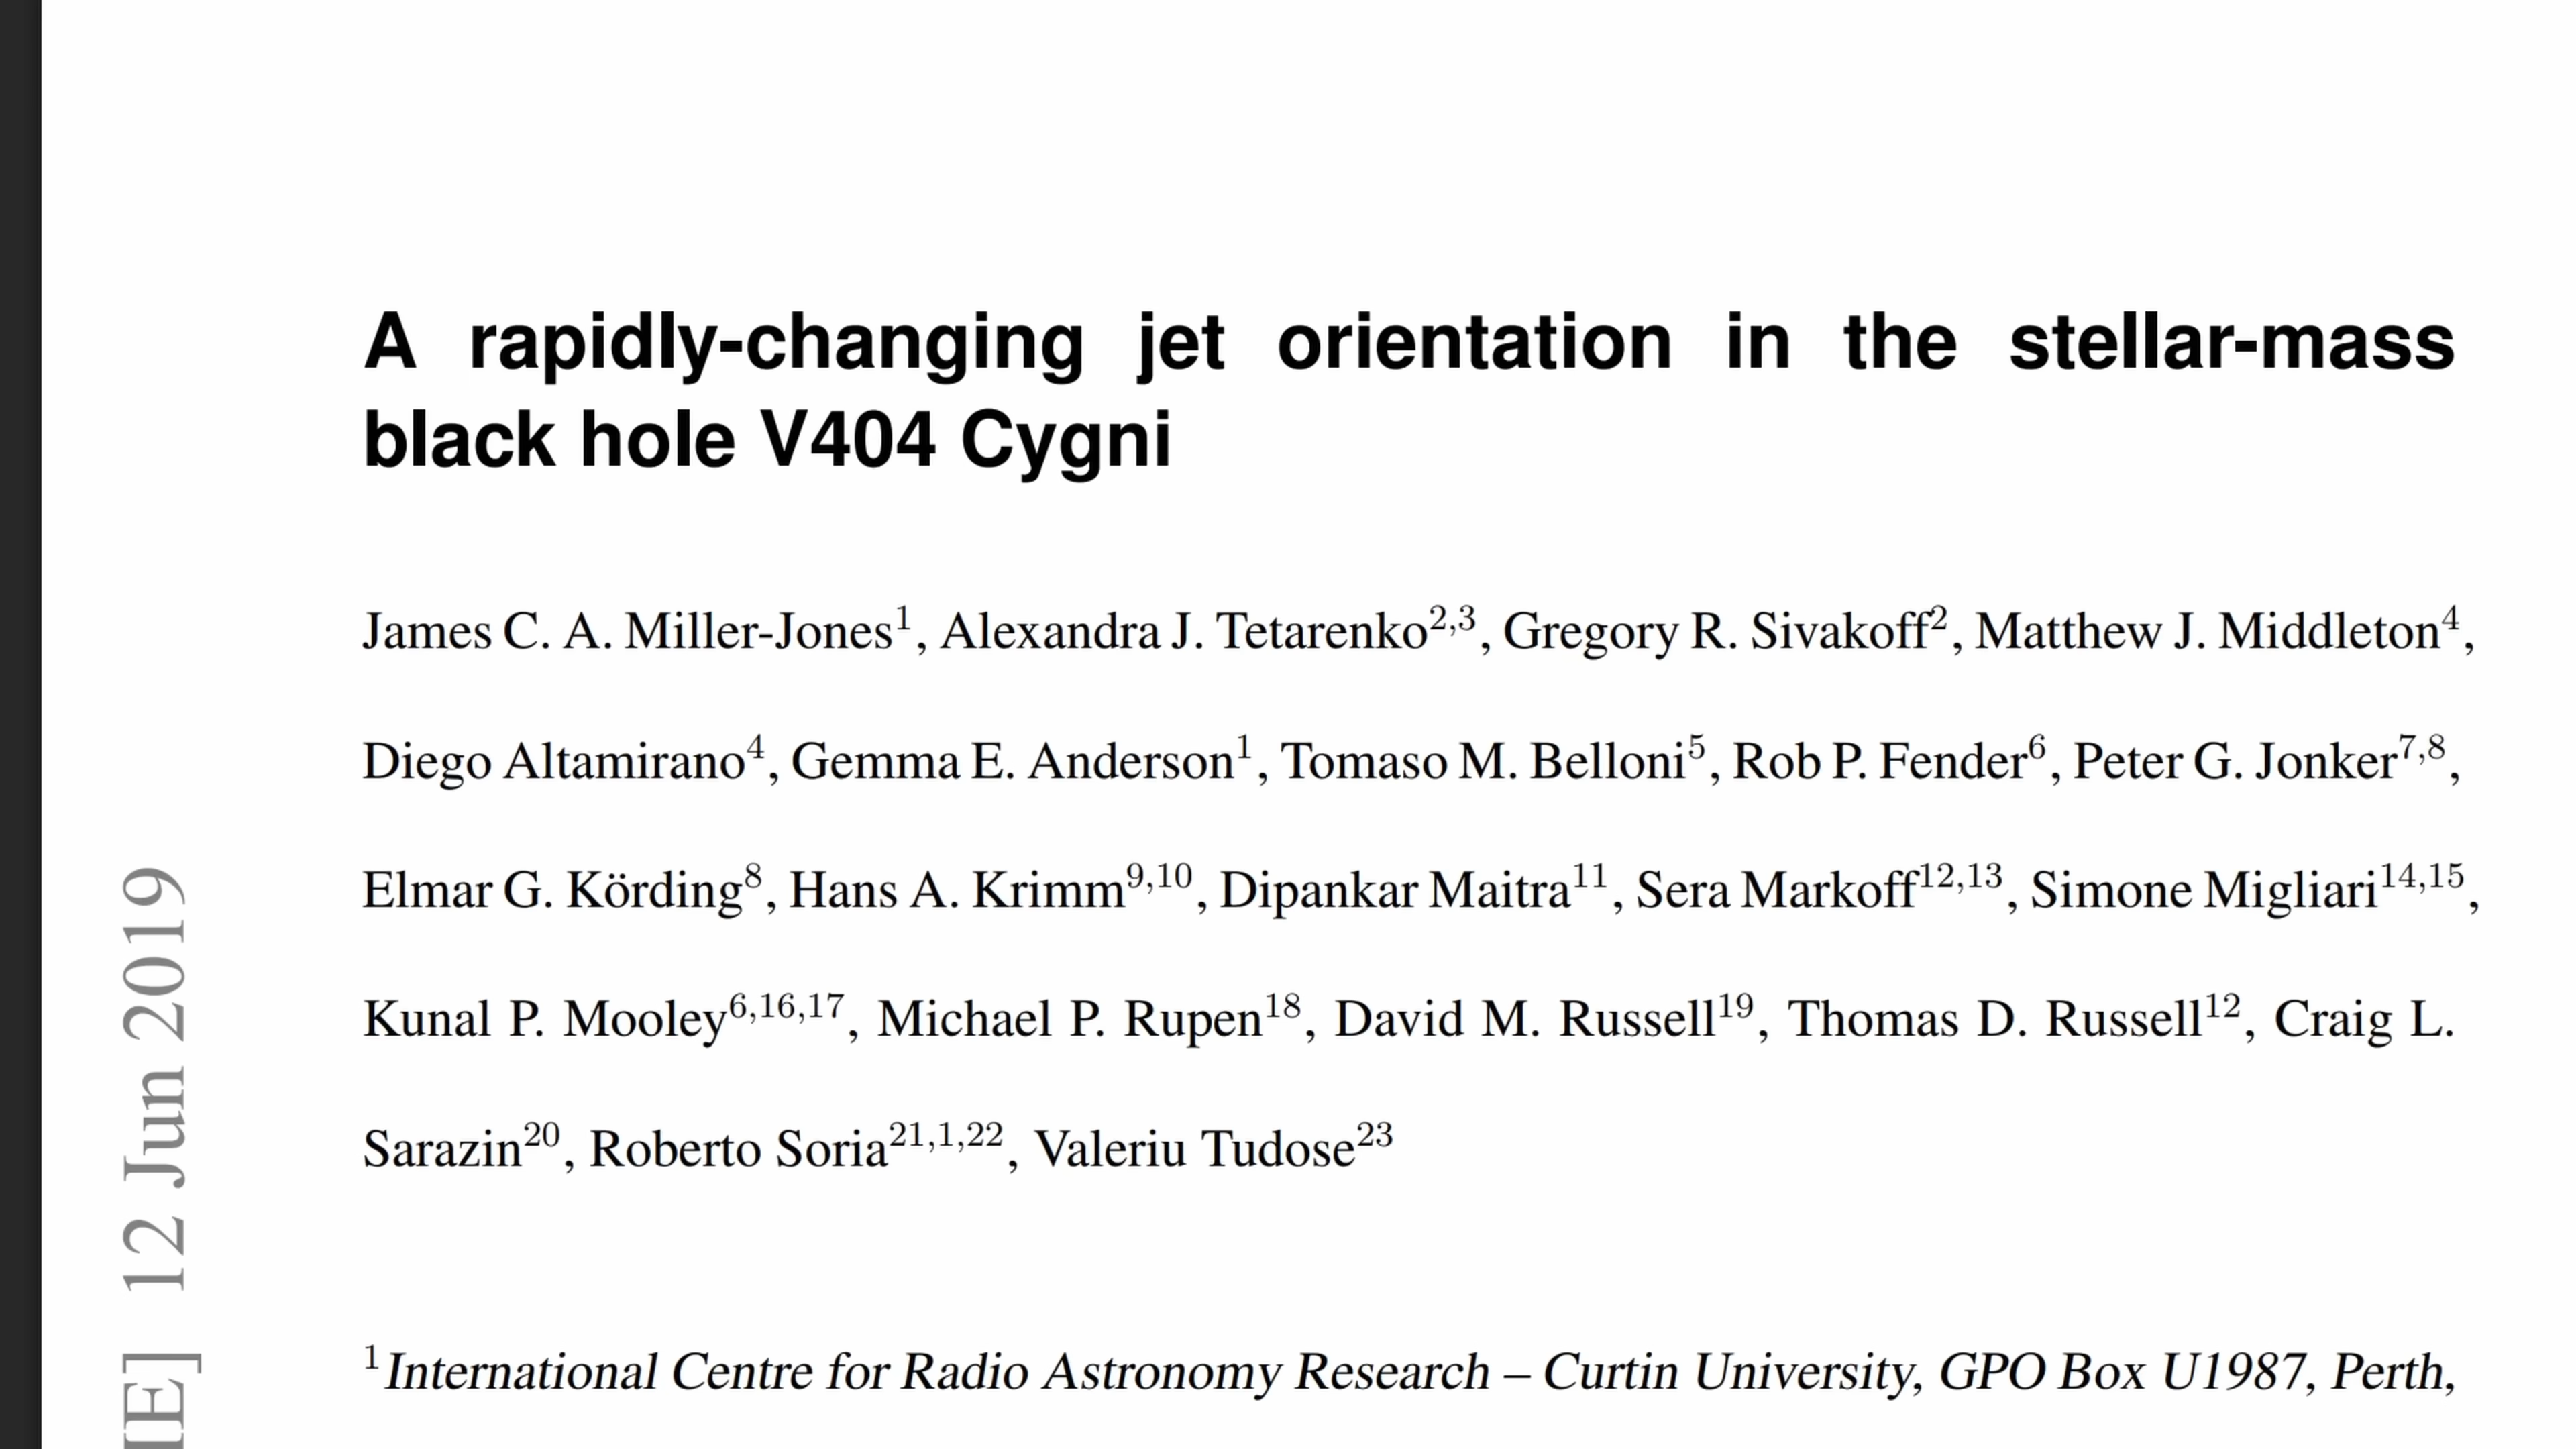 A rapidly-changing jet orientation in the stellar-mass
black hole V404 Cygni
James C. A. Miller-Jones¹, Alexandra J. Tetarenko²,³, Gregory R. Sivakoff², Matthew J. Middleton⁴,
Diego Altamirano⁴, Gemma E. Anderson¹, Tomaso M. Belloni⁵, Rob P. Fender⁶, Peter G. Jonker⁷,⁸,
Elmar G. Körding⁸, Hans A. Krimm⁹,¹⁰, Dipankar Maitra¹¹, Sera Markoff¹²,¹³, Simone Migliari¹⁴,¹⁵,
Kunal P. Mooley⁶,¹⁶,¹⁷, Michael P. Rupen¹⁸, David M. Russell¹⁹, Thomas D. Russell¹², Craig L.
Sarazin²⁰, Roberto Soria²¹,¹,²², Valeriu Tudose²³
¹International Centre for Radio Astronomy Research – Curtin University, GPO Box U1987, Perth,
E] 12 Jun 2019